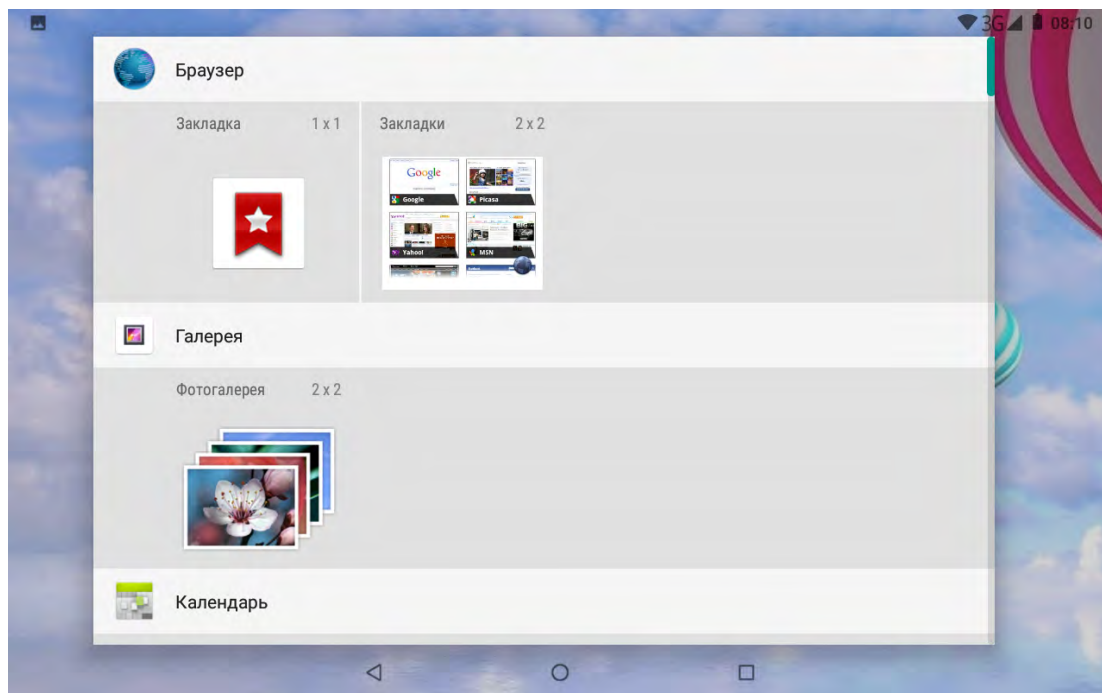 3G 08:10
Браузер
Закладка 1 x 1 Закладки 2 x 2
Google
Google Picasa
Yahoo! MSN
Галерея
Фотогалерея 2 x 2
Календарь